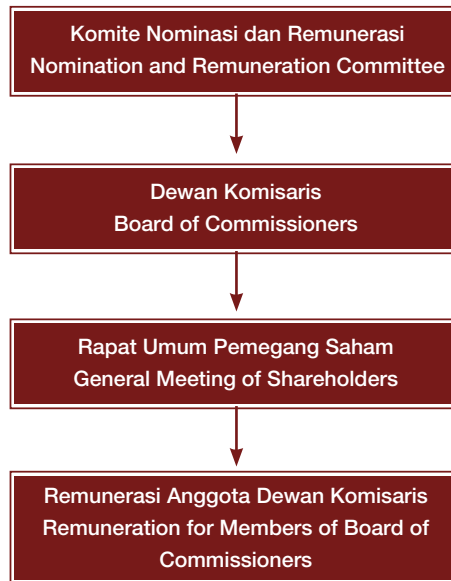 Komite Nominasi dan Remunerasi
Nomination and Remuneration Committee
Dewan Komisaris
Board of Commissioners
Rapat Umum Pemegang Saham
General Meeting of Shareholders
Remunerasi Anggota Dewan Komisaris
Remuneration for Members of Board of
Commissioners